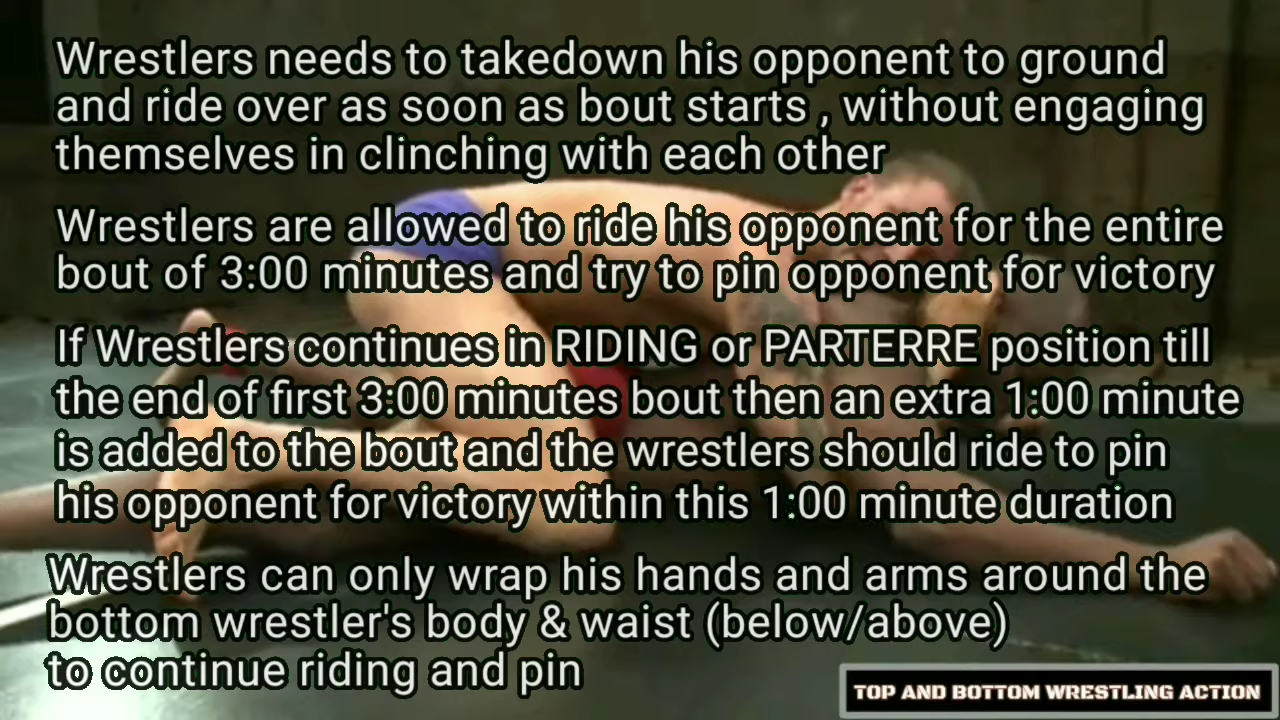 Wrestlers needs to takedown his opponent to ground
and ride over as soon as bout starts , without engaging
themselves in clinching with each other
Wrestlers are allowed to ride his opponent for the entire
bout of 3:00 minutes and try to pin opponent for victory
If Wrestlers continues in RIDING or PARTERRE position till
the end of first 3:00 minutes bout then an extra 1:00 minute
is added to the bout and the wrestlers should ride to pin
his opponent for victory within this 1:00 minute duration
Wrestlers can only wrap his hands and arms around the
bottom wrestler's body & waist (below/above)
to continue riding and pin
TOP AND BOTTOM WRESTLING ACTION